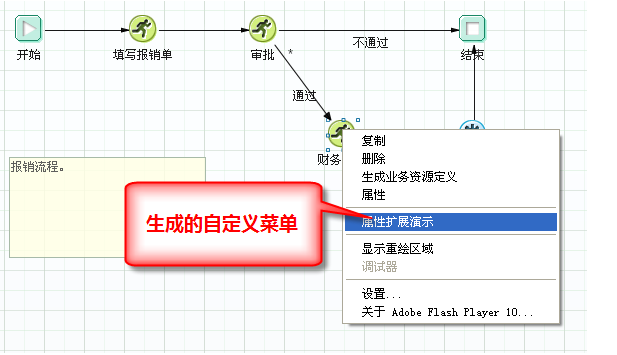 开始
填写报销单
审批
*
不通过
结束
通过
财务
报销流程。
生成的自定义菜单
复制
删除
生成业务资源定义
属性
属性扩展演示
显示重绘区域
调试器
设置...
关于 Adobe Flash Player 10...